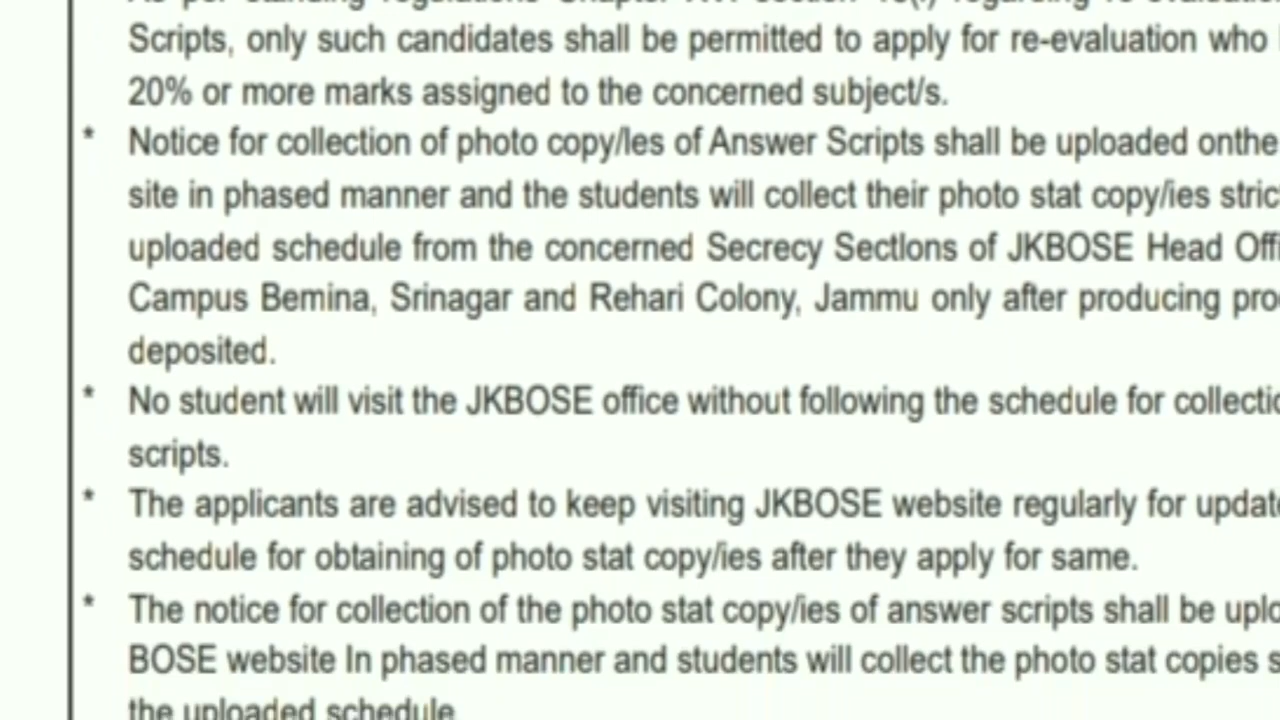 Scripts, only such candidates shall be permitted to apply for re-evaluation who
20% or more marks assigned to the concerned subject/s.
* Notice for collection of photo copy/les of Answer Scripts shall be uploaded onthe
site in phased manner and the students will collect their photo stat copy/ies
uploaded schedule from the concerned Secrecy Sectlons of JKBOSE Head
Campus Bemina, Srinagar and Rehari Colony, Jammu only after producing
deposited.
* No student will visit the JKBOSE office without following the schedule for
scripts.
* The applicants are advised to keep visiting JKBOSE website regularly for
schedule for obtaining of photo stat copy/ies after they apply for same.
* The notice for collection of the photo stat copy/ies of answer scripts shall be
BOSE website In phased manner and students will collect the photo stat copies
the uploaded schedule.